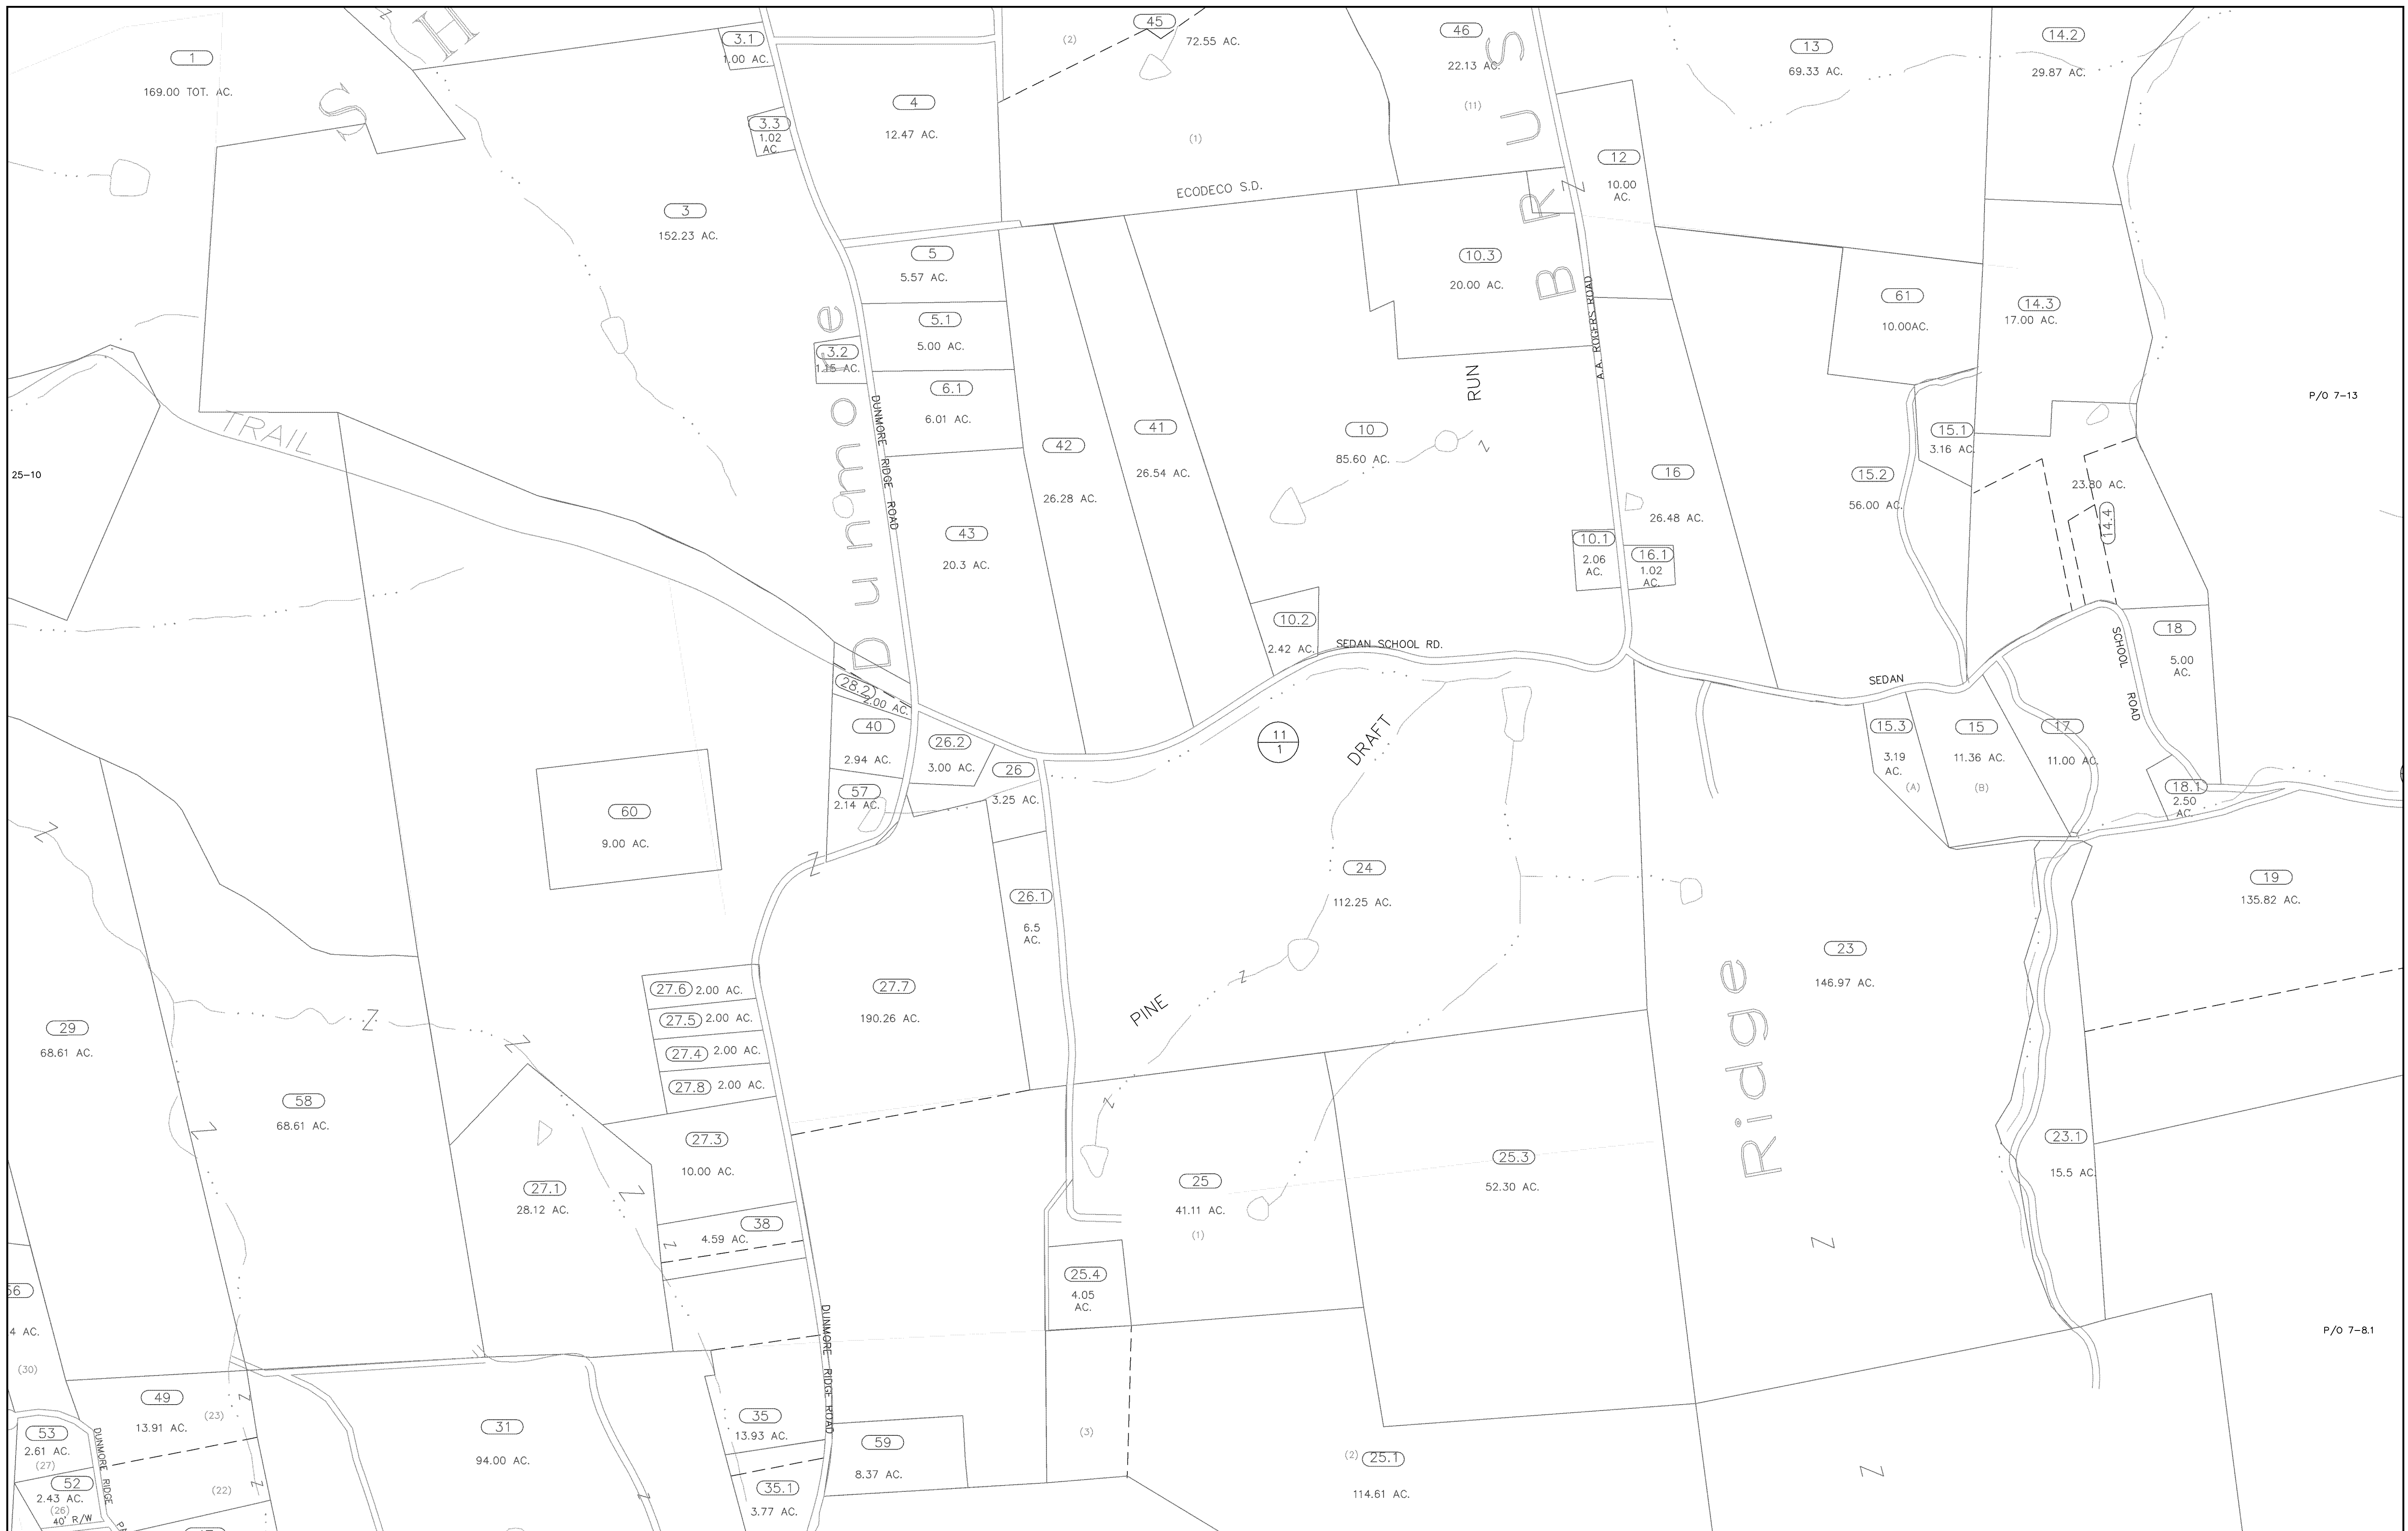 1
169.00 TOT. AC.
S
H
3.1
1.00 AC.
3.3
1.02
AC.
4
12.47 AC.
(2)
45
72.55 AC.
(1)
46
22.13 AC.
(11)
13
69.33 AC.
14.2
29.87 AC.
12
10.00
AC.
ECODECO S.D.
3
152.23 AC.
5
5.57 AC.
5.1
5.00 AC.
3.2
1.15 AC.
6.1
6.01 AC.
10.3
20.00 AC.
BRUS
A.A. ROGERS ROAD
61
10.00AC.
14.3
17.00 AC.
P/O 7-13
TRAIL
25-10
Dunmore
DUNMORE RIDGE ROAD
RUN
42
26.28 AC.
41
26.54 AC.
10
85.60 AC.
16
26.48 AC.
15.1
3.16 AC.
15.2
56.00 AC.
23.80 AC.
14.4
43
20.3 AC.
10.1
2.06
AC.
16.1
1.02
AC.
10.2
2.42 AC.
SEDAN SCHOOL RD.
SEDAN
SCHOOL ROAD
18
5.00
AC.
28.2
2.00 AC.
40
2.94 AC.
26.2
3.00 AC.
26
3.25 AC.
57
2.14 AC.
11
1
DRAFT
15.3
3.19
AC.
(A)
15
11.36 AC.
(B)
17
11.00 AC.
18.1
2.50
AC.
60
9.00 AC.
26.1
6.5
AC.
24
112.25 AC.
19
135.82 AC.
23
146.97 AC.
Ridge
27.6 2.00 AC.
27.5 2.00 AC.
27.4 2.00 AC.
27.8 2.00 AC.
27.7
190.26 AC.
PINE
29
68.61 AC.
58
68.61 AC.
27.3
10.00 AC.
27.1
28.12 AC.
38
4.59 AC.
25
41.11 AC.
(1)
25.3
52.30 AC.
23.1
15.5 AC.
25.4
4.05
AC.
4 AC.
(30)
P/O 7-8.1
DUNMORE RIDGE ROAD
49
13.91 AC.
(23)
53
2.61 AC.
(27)
52
2.43 AC.
(26)
40' R/W
DUNMORE RIDGE
(22)
31
94.00 AC.
35
13.93 AC.
35.1
3.77 AC.
59
8.37 AC.
(3)
(2) 25.1
114.61 AC.